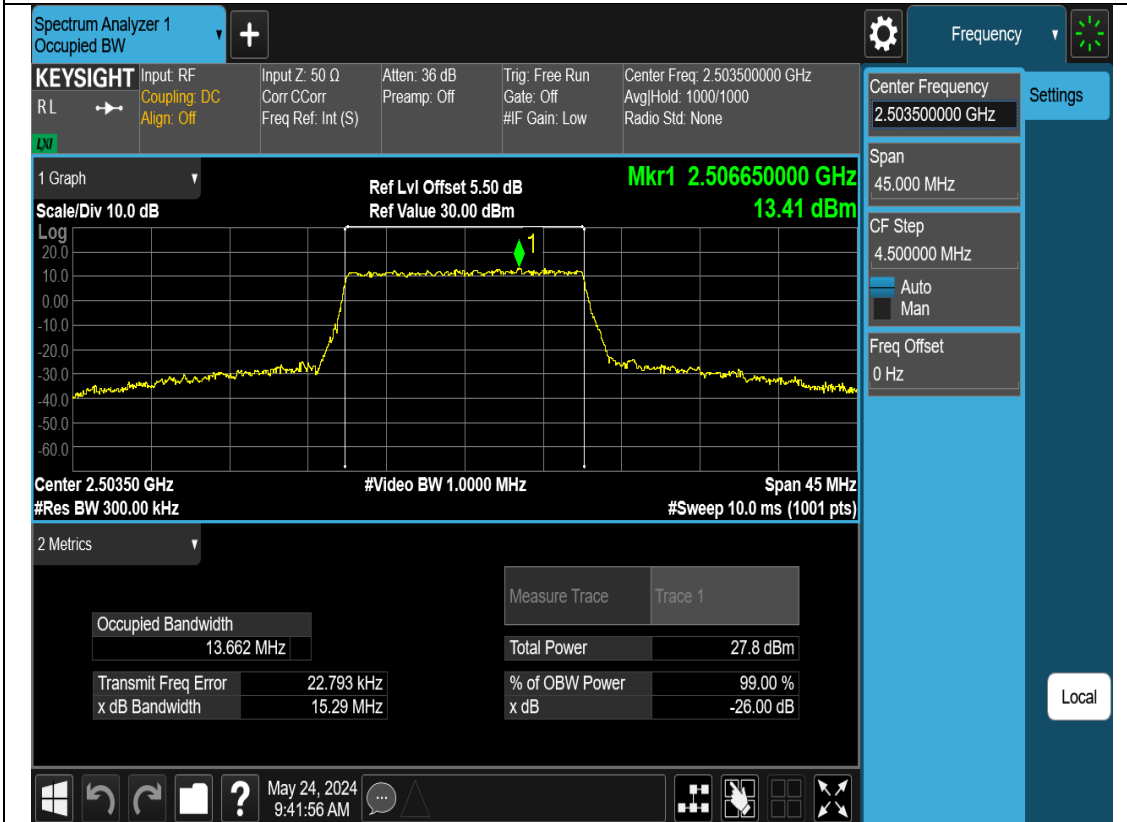 Spectrum Analyzer 1
Occupied BW
+
Frequency
KEYSIGHT
RL
LXI
Input: RF
Coupling: DC
Align: Off
Input Z: 50 Ω
Corr CCorr
Freq Ref: Int (S)
Atten: 36 dB
Preamp: Off
Trig: Free Run
Gate: Off
#IF Gain: Low
Center Freq: 2.503500000 GHz
Avg|Hold: 1000/1000
Radio Std: None
Center Frequency
2.503500000 GHz
Settings
Span
45.000 MHz
CF Step
4.500000 MHz
Auto
Man
Freq Offset
0 Hz
Local
1 Graph
Scale/Div 10.0 dB
Ref Lvl Offset 5.50 dB
Ref Value 30.00 dBm
Mkr1 2.506650000 GHz
13.41 dBm
Log
1
20.0
10.0
0.00
-10.0
-20.0
-30.0
-40.0
-50.0
-60.0
Center 2.50350 GHz
#Video BW 1.0000 MHz
Span 45 MHz
#Res BW 300.00 kHz
#Sweep 10.0 ms (1001 pts)
2 Metrics
Measure Trace Trace 1
Occupied Bandwidth
13.662 MHz
Total Power 27.8 dBm
Transmit Freq Error 22.793 kHz
% of OBW Power 99.00 %
x dB Bandwidth 15.29 MHz
x dB -26.00 dB
?
May 24, 2024
9:41:56 AM